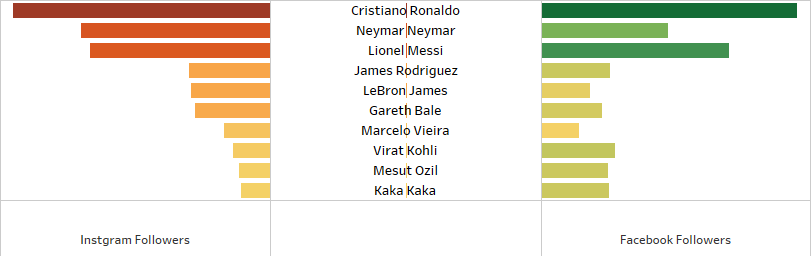 Cristiano Ronaldo
Neymar Neymar
Lionel Messi
James Rodriguez
LeBron James
Gareth Bale
Marcelo Vieira
Virat Kohli
Mesut Ozil
Kaka Kaka
Instgram Followers
Facebook Followers